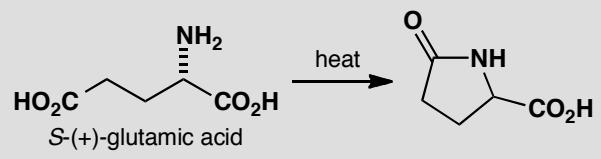 NH₂
HO₂C
CO₂H
S-(+)-glutamic acid
heat
O
NH
CO₂H